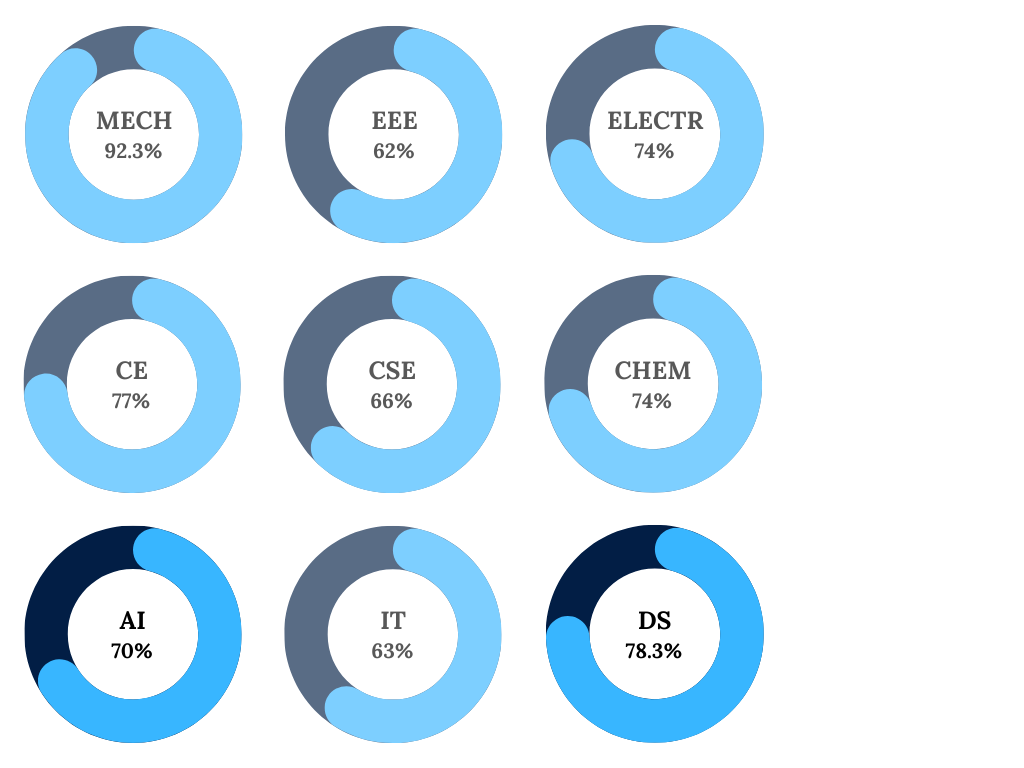 MECH
92.3%
EEE
62%
ELECTR
74%
CE
77%
CSE
66%
CHEM
74%
AI
70%
IT
63%
DS
78.3%